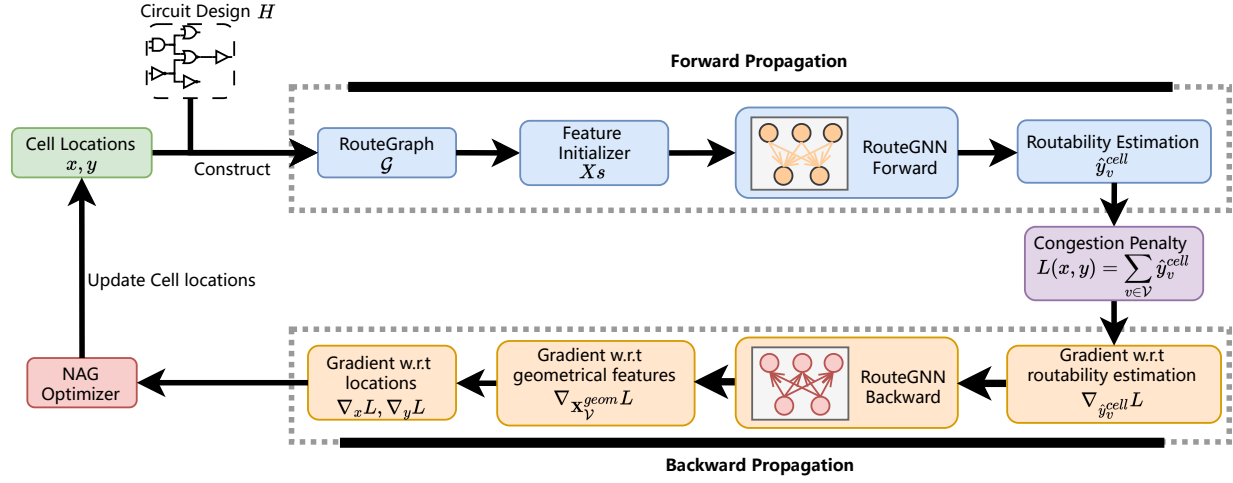 Circuit Design H
Forward Propagation
Cell Locations
x, y
Construct
RouteGraph
𝒢
Feature
Initializer
Xs
RouteGNN
Forward
Routability Estimation
ŷ_v^{cell}
Congestion Penalty
L(x, y) = ∑_{v∈𝒱} ŷ_v^{cell}
Update Cell locations
NAG
Optimizer
Gradient w.r.t
locations
∇_x L, ∇_y L
Gradient w.r.t
geometrical features
∇_{𝐗_𝒱^{geom}} L
RouteGNN
Backward
Gradient w.r.t
routability estimation
∇_{ŷ_v^{cell}} L
Backward Propagation